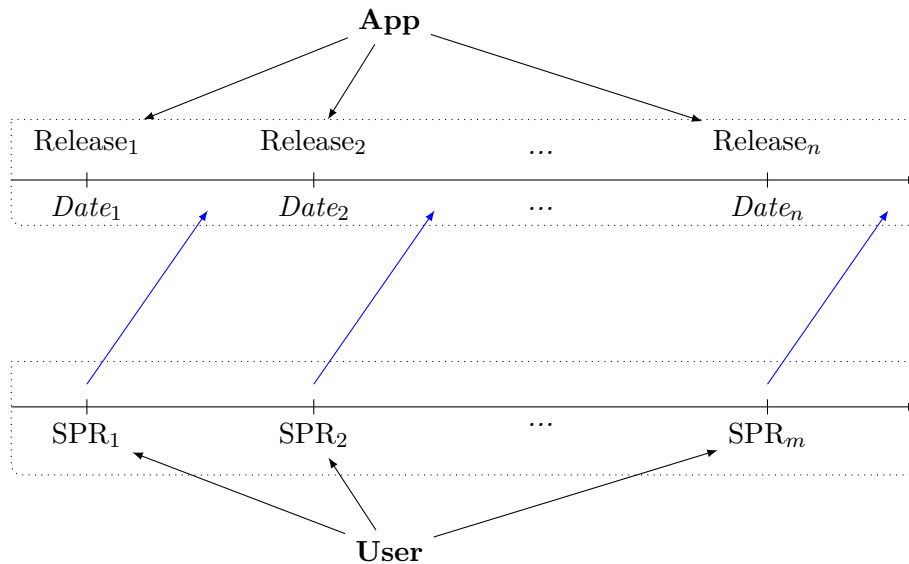 App
Release₁ Release₂ ... Releaseₙ
Date₁ Date₂ ... Dateₙ
SPR₁ SPR₂ ... SPRₘ
User